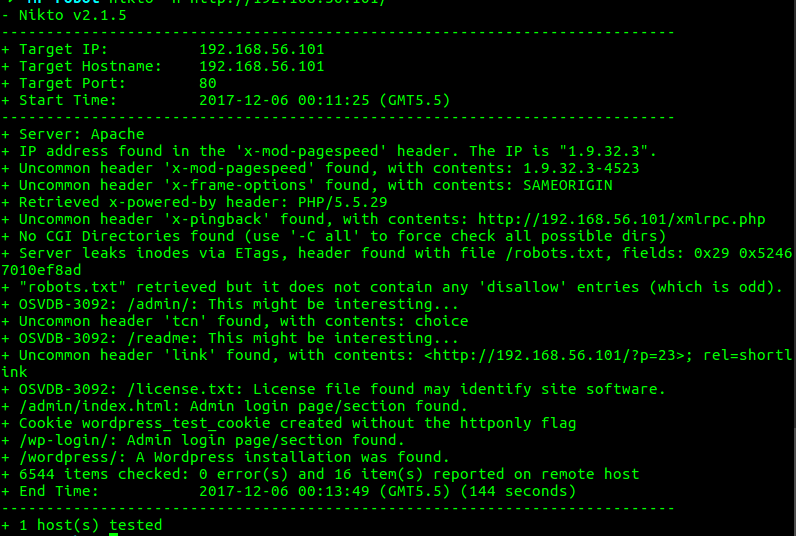 - Nikto v2.1.5
---------------------------------------------------------------------------
+ Target IP:          192.168.56.101
+ Target Hostname:    192.168.56.101
+ Target Port:        80
+ Start Time:         2017-12-06 00:11:25 (GMT5.5)
---------------------------------------------------------------------------
+ Server: Apache
+ IP address found in the 'x-mod-pagespeed' header. The IP is "1.9.32.3".
+ Uncommon header 'x-mod-pagespeed' found, with contents: 1.9.32.3-4523
+ Uncommon header 'x-frame-options' found, with contents: SAMEORIGIN
+ Retrieved x-powered-by header: PHP/5.5.29
+ Uncommon header 'x-pingback' found, with contents: http://192.168.56.101/xmlrpc.php
+ No CGI Directories found (use '-C all' to force check all possible dirs)
+ Server leaks inodes via ETags, header found with file /robots.txt, fields: 0x29 0x5246
7010ef8ad
+ "robots.txt" retrieved but it does not contain any 'disallow' entries (which is odd).
+ OSVDB-3092: /admin/: This might be interesting...
+ Uncommon header 'tcn' found, with contents: choice
+ OSVDB-3092: /readme: This might be interesting...
+ Uncommon header 'link' found, with contents: <http://192.168.56.101/?p=23>; rel=shortl
ink
+ OSVDB-3092: /license.txt: License file found may identify site software.
+ /admin/index.html: Admin login page/section found.
+ Cookie wordpress_test_cookie created without the httponly flag
+ /wp-login/: Admin login page/section found.
+ /wordpress/: A Wordpress installation was found.
+ 6544 items checked: 0 error(s) and 16 item(s) reported on remote host
+ End Time:           2017-12-06 00:13:49 (GMT5.5) (144 seconds)
---------------------------------------------------------------------------
+ 1 host(s) tested